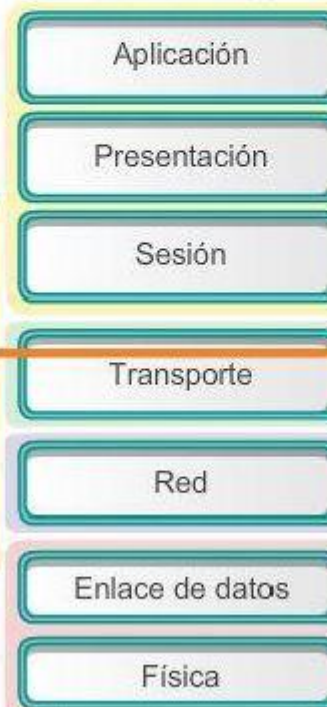 Aplicación
Presentación
Sesión
Transporte
Red
Enlace de datos
Física